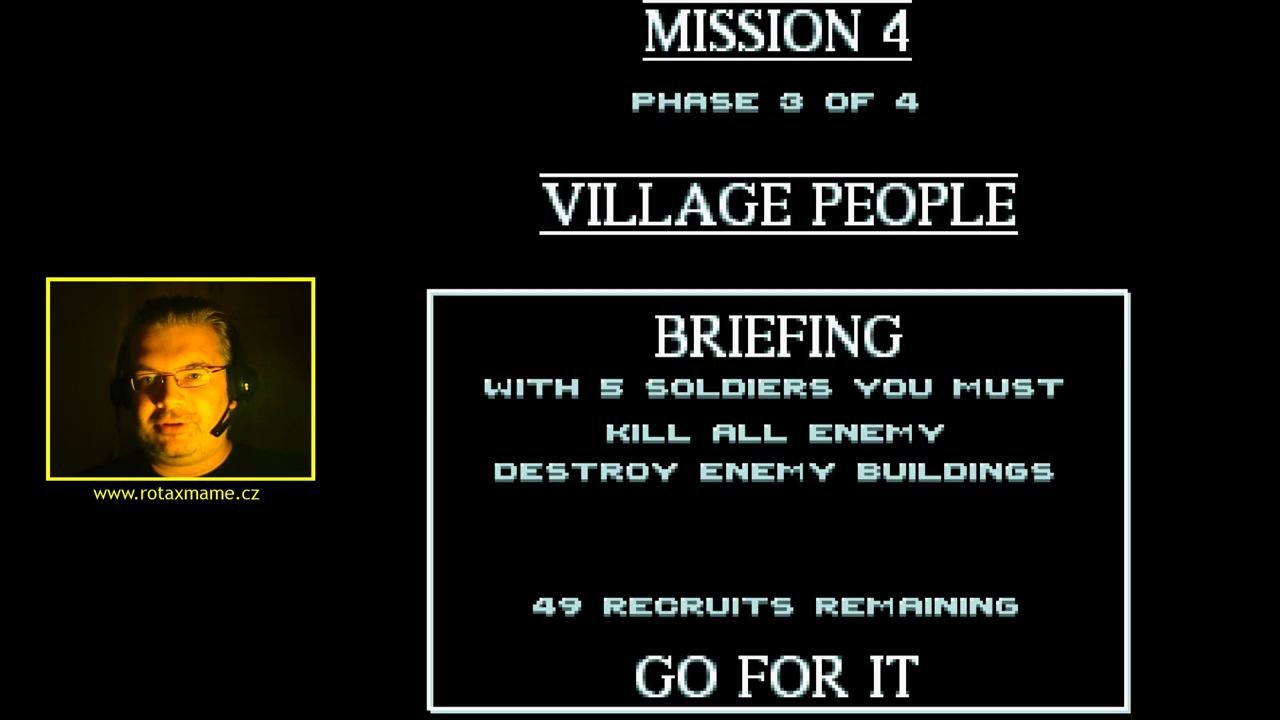 MISSION 4
PHASE 3 OF 4
VILLAGE PEOPLE
BRIEFING
WITH 5 SOLDIERS YOU MUST
KILL ALL ENEMY
DESTROY ENEMY BUILDINGS
www.rotaxmame.cz
49 RECRUITS REMAINING
GO FOR IT